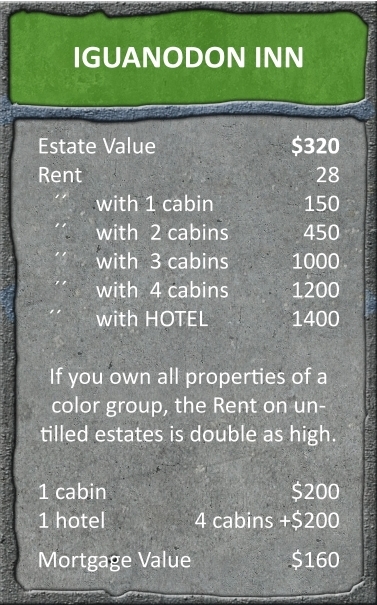 IGUANODON INN
Estate Value $320
Rent 28
´´ with 1 cabin 150
´´ with 2 cabins 450
´´ with 3 cabins 1000
´´ with 4 cabins 1200
´´ with HOTEL 1400
If you own all properties of a
color group, the Rent on un-
tilled estates is double as high.
1 cabin $200
1 hotel 4 cabins +$200
Mortgage Value $160